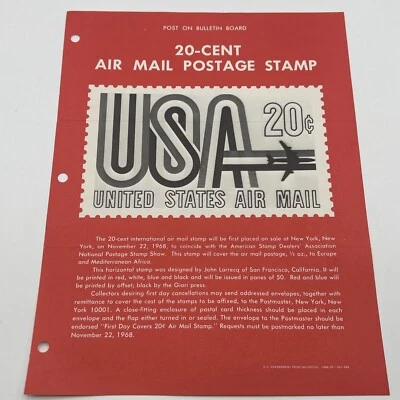 POST ON BULLETIN BOARD
20-CENT
AIR MAIL POSTAGE STAMP
USA 20¢
UNITED STATES AIR MAIL
The 20-cent international air mail stamp will be first placed on sale at New York, New
York, on November 22, 1968, to coincide with the American Stamp Dealers' Association
National Postage Stamp Show. This stamp will cover the air mail postage, ½ oz., to Europe
and Mediterranean Africa.
This horizontal stamp was designed by John Larrecq of San Francisco, California. It will
be printed in red, white, blue and black and will be issued in panes of 50. Red and blue will
be printed by offset; black by the Giori press.
Collectors desiring first day cancellations may send addressed envelopes, together with
remittance to cover the cost of the stamps to be affixed, to the Postmaster, New York, New
York 10001. A close-fitting enclosure of postal card thickness should be placed in each
envelope and the flap either turned in or sealed. The envelope to the Postmaster should be
endorsed "First Day Covers 20¢ Air Mail Stamp." Requests must be postmarked no later than
November 22, 1968.